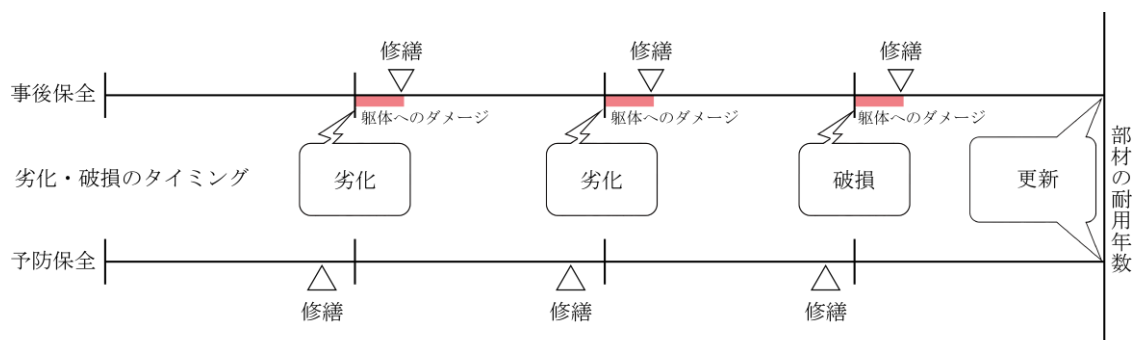 修繕
修繕
修繕
事後保全
躯体へのダメージ
躯体へのダメージ
躯体へのダメージ
劣化・破損のタイミング
劣化
劣化
破損
更新
部材の耐用年数
予防保全
修繕
修繕
修繕